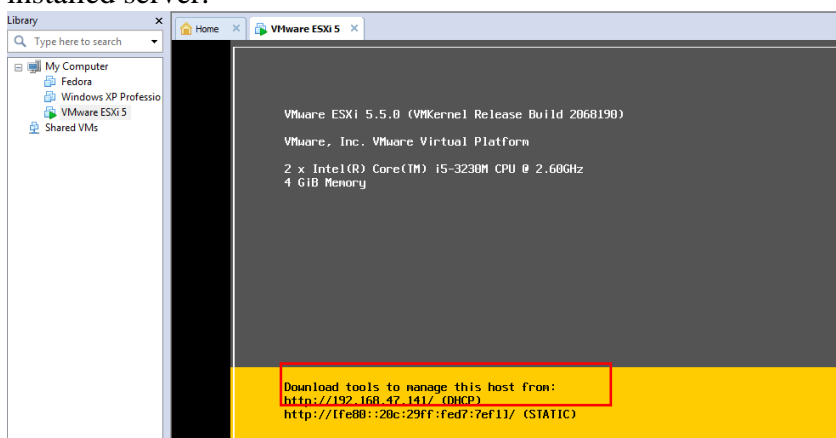 installed server.
Library
Home
VMware ESXi 5
Type here to search
My Computer
Fedora
Windows XP Professio
VMware ESXi 5
Shared VMs
VMware ESXi 5.5.0 (VMKernel Release Build 2068190)
VMware, Inc. VMware Virtual Platform
2 x Intel(R) Core(TM) i5-3230M CPU @ 2.60GHz
4 GiB Memory
Download tools to manage this host from:
http://192.168.47.141/ (DHCP)
http://[fe80::20c:29ff:fed7:7ef1]/ (STATIC)